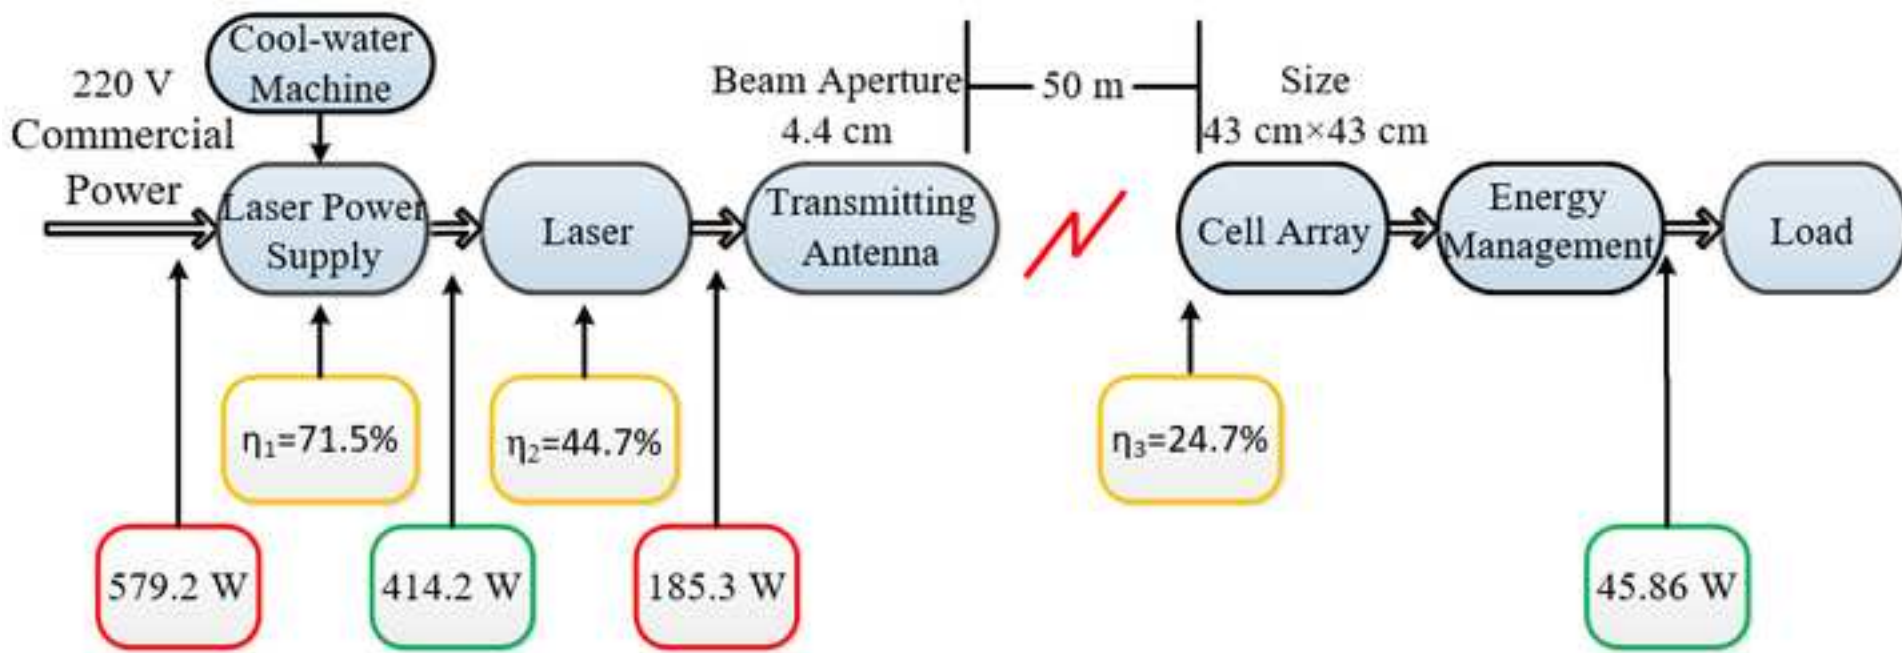 Cool-water
Machine
220 V
Commercial
Power
Laser Power
Supply
Laser
Beam Aperture
4.4 cm
Transmitting
Antenna
50 m
Size
43 cm×43 cm
Cell Array
Energy
Management
Load
η₁=71.5%
η₂=44.7%
η₃=24.7%
579.2 W
414.2 W
185.3 W
45.86 W